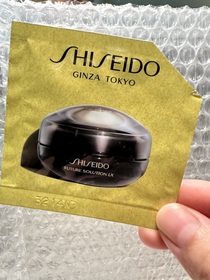 SHISEIDO
GINZA TOKYO
SHISEIDO
FUTURE SOLUTION LX